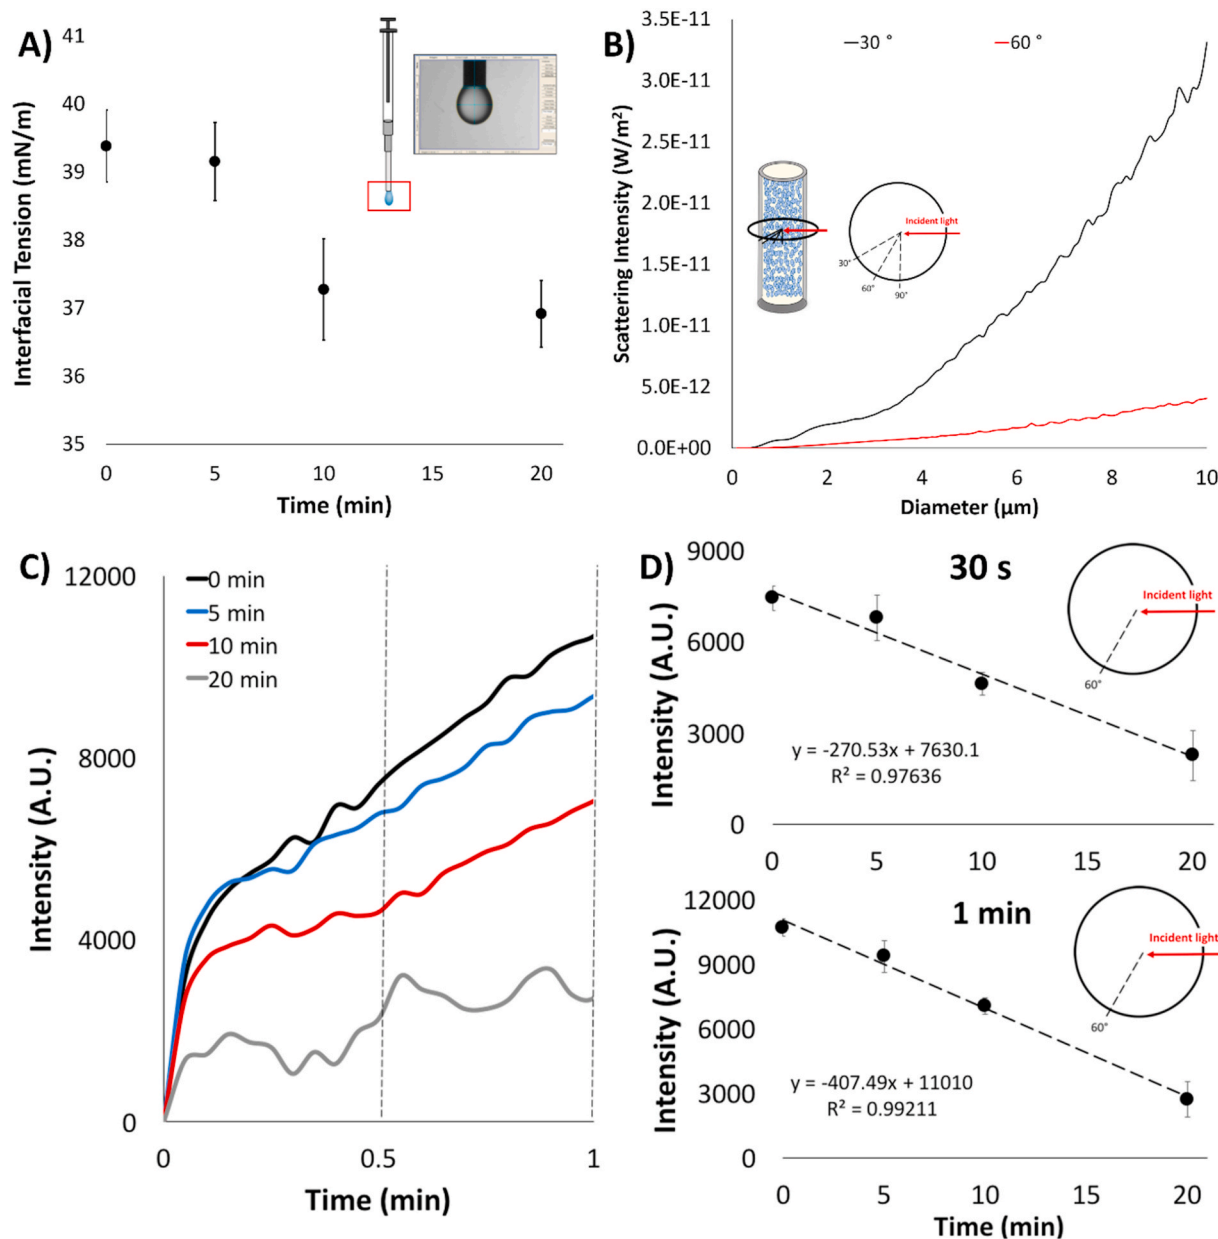 A)
41
40
39
38
37
36
35
0
5
10
15
20
Interfacial Tension (mN/m)
Time (min)
B)
30 °
60 °
3.5E-11
3.0E-11
2.5E-11
2.0E-11
1.5E-11
1.0E-11
5.0E-12
0.0E+00
0
2
4
6
8
10
Scattering Intensity (W/m²)
Diameter (µm)
Incident light
30°
60°
90°
C)
12000
8000
4000
0
0 min
5 min
10 min
20 min
0
0.5
1
Intensity (A.U.)
Time (min)
D)
30 s
9000
6000
3000
0
Intensity (A.U.)
Incident light
60°
y = -270.53x + 7630.1
R² = 0.97636
0
5
10
15
20
1 min
12000
9000
6000
3000
0
Intensity (A.U.)
Incident light
60°
y = -407.49x + 11010
R² = 0.99211
0
5
10
15
20
Time (min)